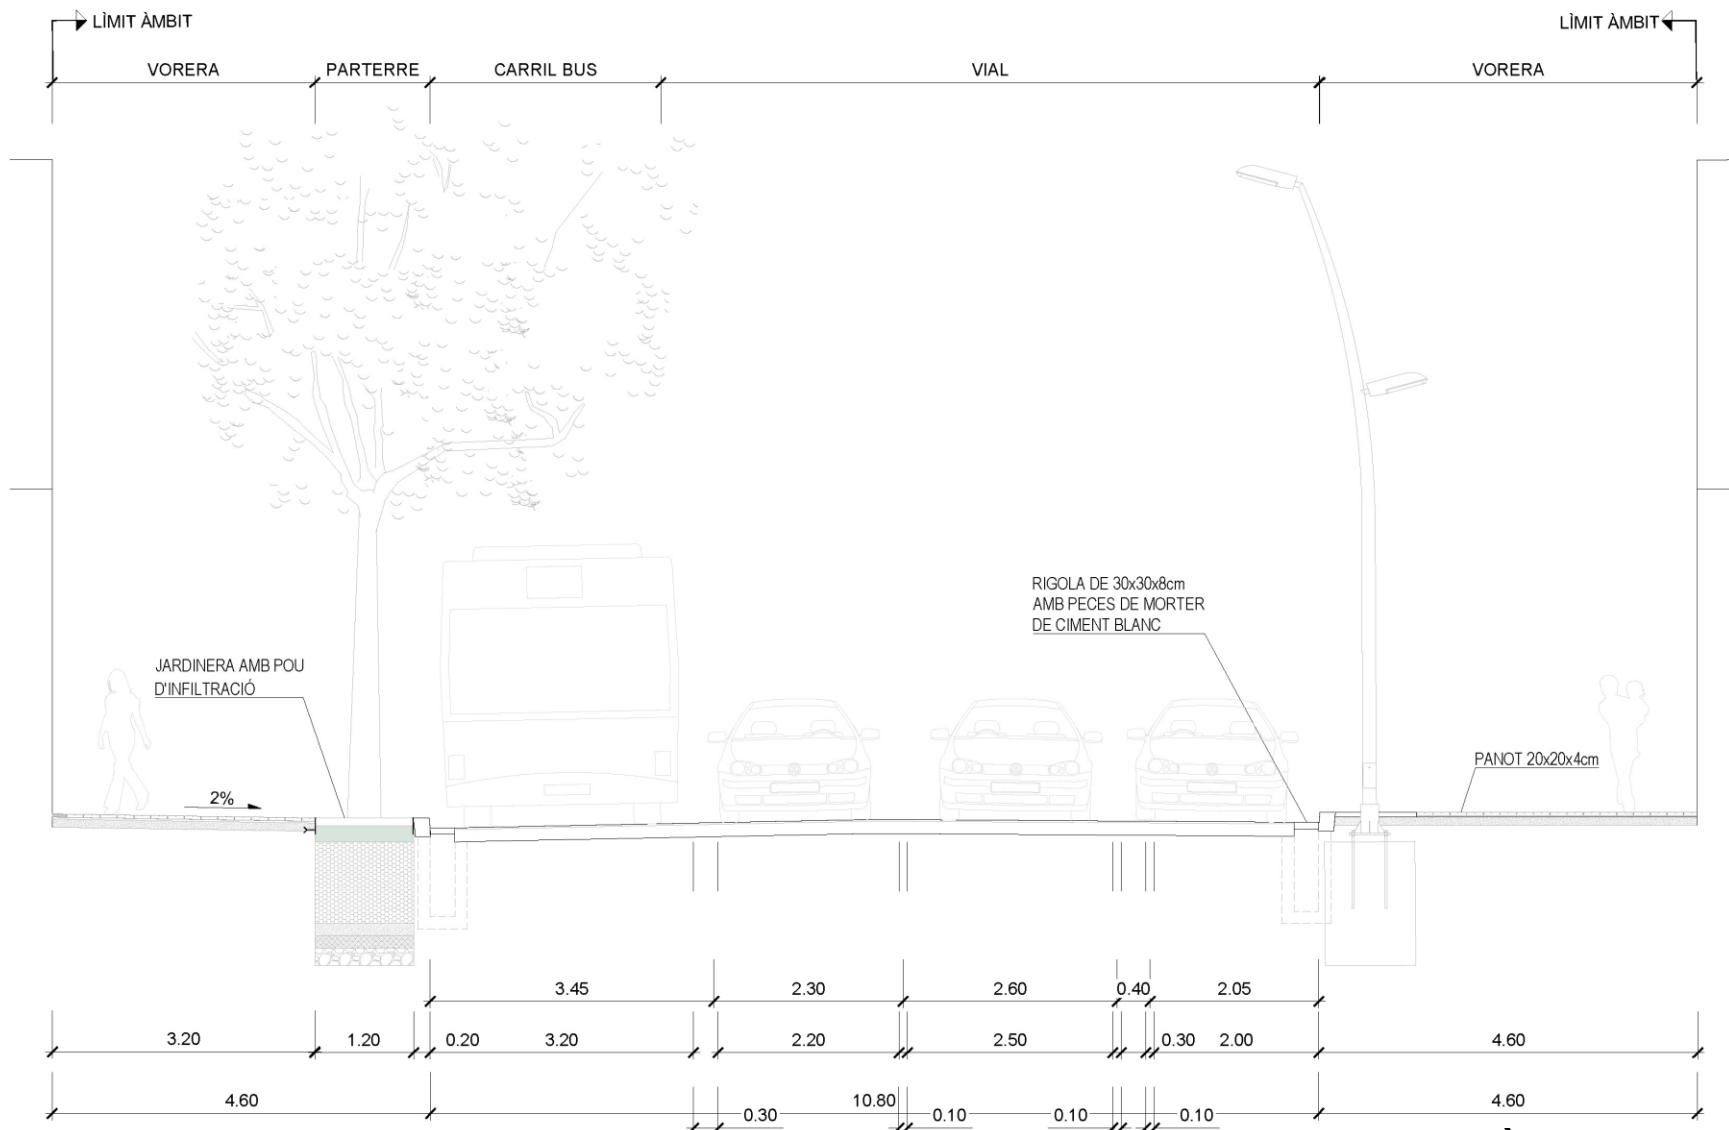 LÌMIT ÀMBIT
LÌMIT ÀMBIT
VORERA
PARTERRE
CARRIL BUS
VIAL
VORERA
RIGOLA DE 30x30x8cm
AMB PECES DE MORTER
DE CIMENT BLANC
JARDINERA AMB POU
D'INFILTRACIÓ
PANOT 20x20x4cm
2%
3.45
2.30
2.60
0.40
2.05
3.20
1.20
0.20
3.20
2.20
2.50
0.30
2.00
4.60
4.60
10.80
4.60
0.30
0.10
0.10
0.10